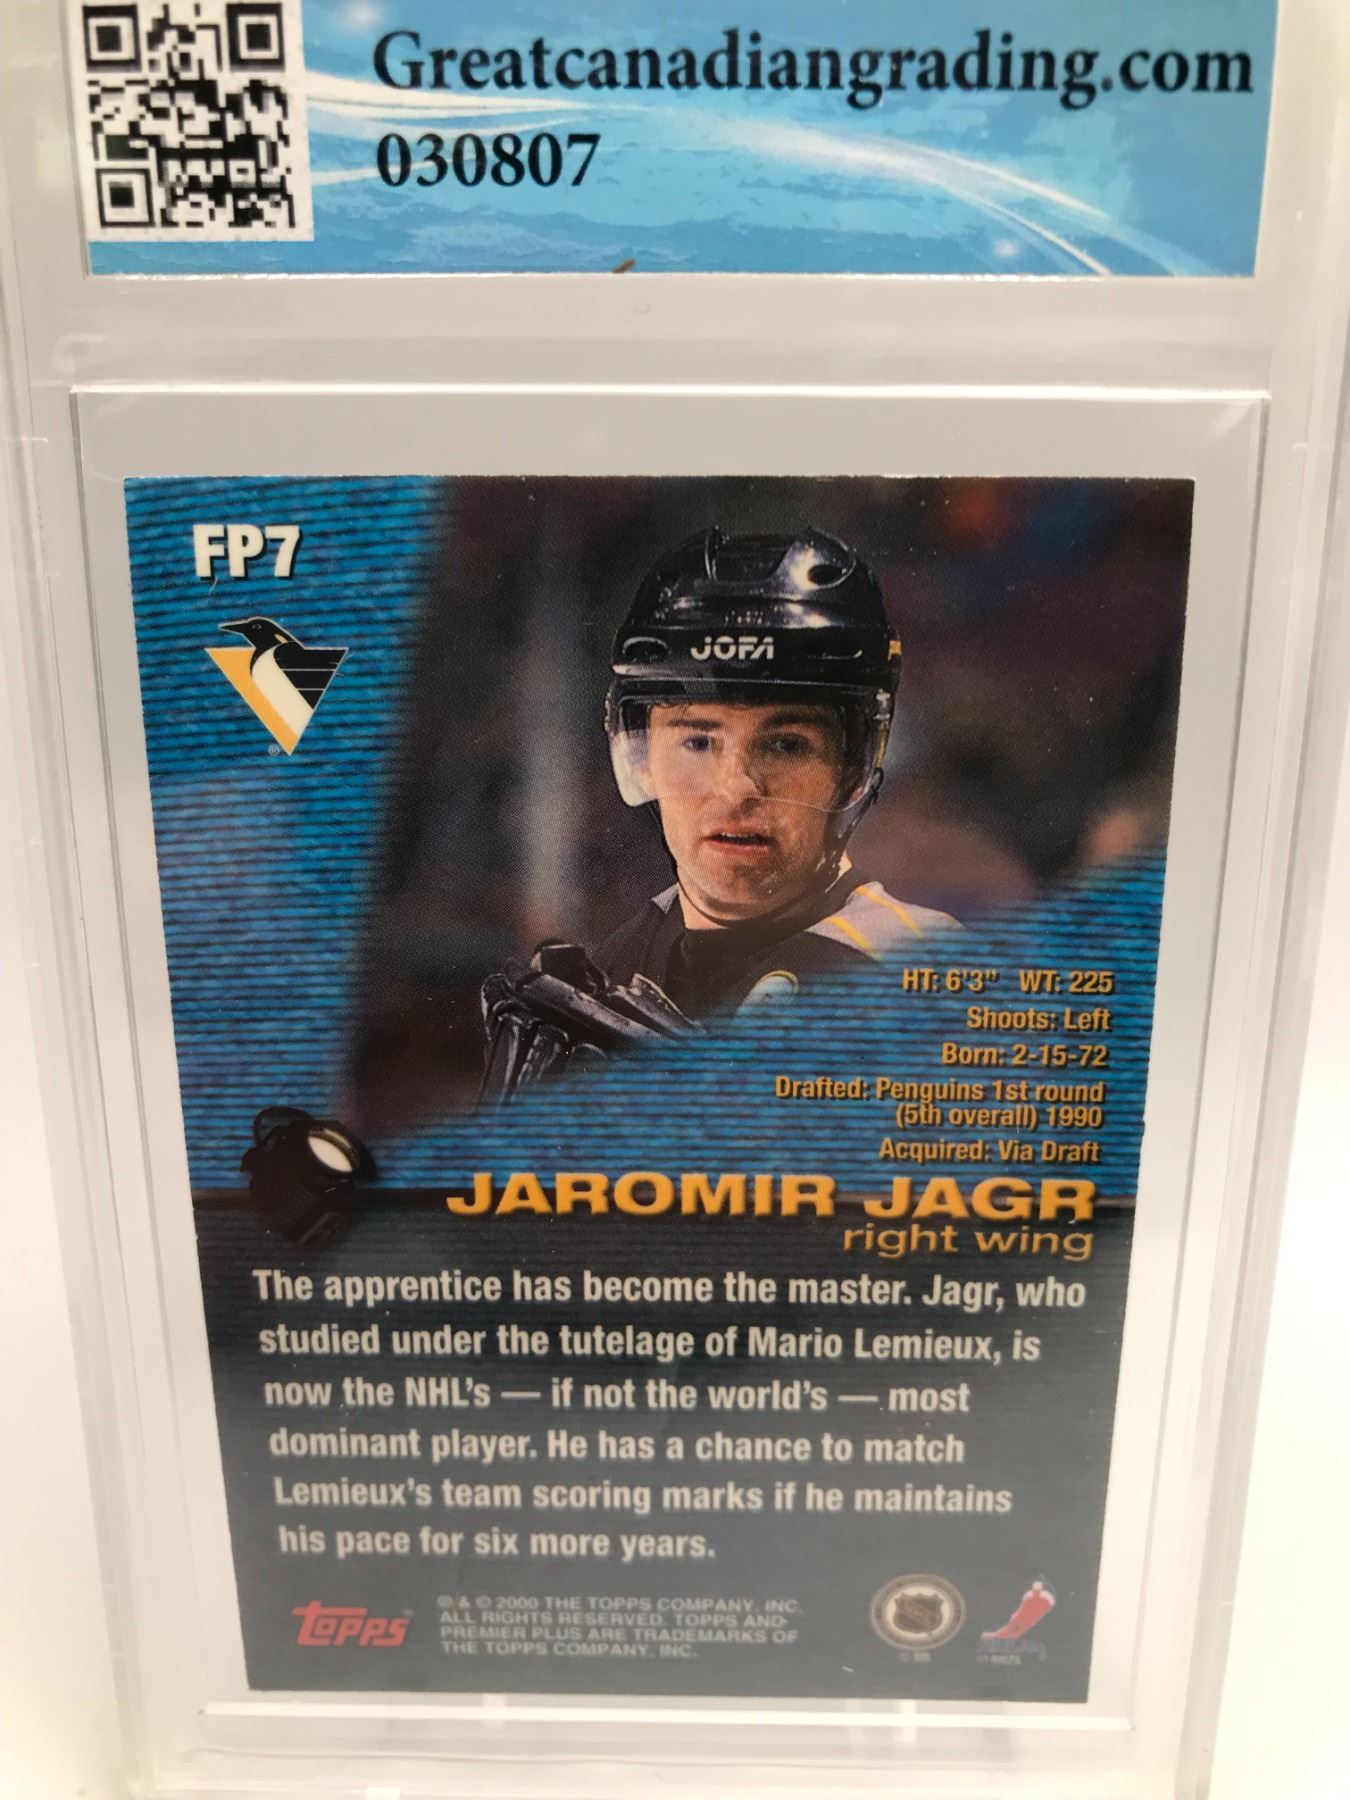 Greatcanadiangrading.com
030807
FP7
JOFA
®
HT: 6'3" WT: 225
Shoots: Left
Born: 2-15-72
Drafted: Penguins 1st round
(5th overall) 1990
Acquired: Via Draft
JAROMIR JAGR
right wing
The apprentice has become the master. Jagr, who
studied under the tutelage of Mario Lemieux, is
now the NHL's — if not the world's — most
dominant player. He has a chance to match
Lemieux's team scoring marks if he maintains
his pace for six more years.
TOPPS
® & © 2000 THE TOPPS COMPANY, INC.
ALL RIGHTS RESERVED. TOPPS AND
PREMIER PLUS ARE TRADEMARKS OF
THE TOPPS COMPANY, INC.
© NHL